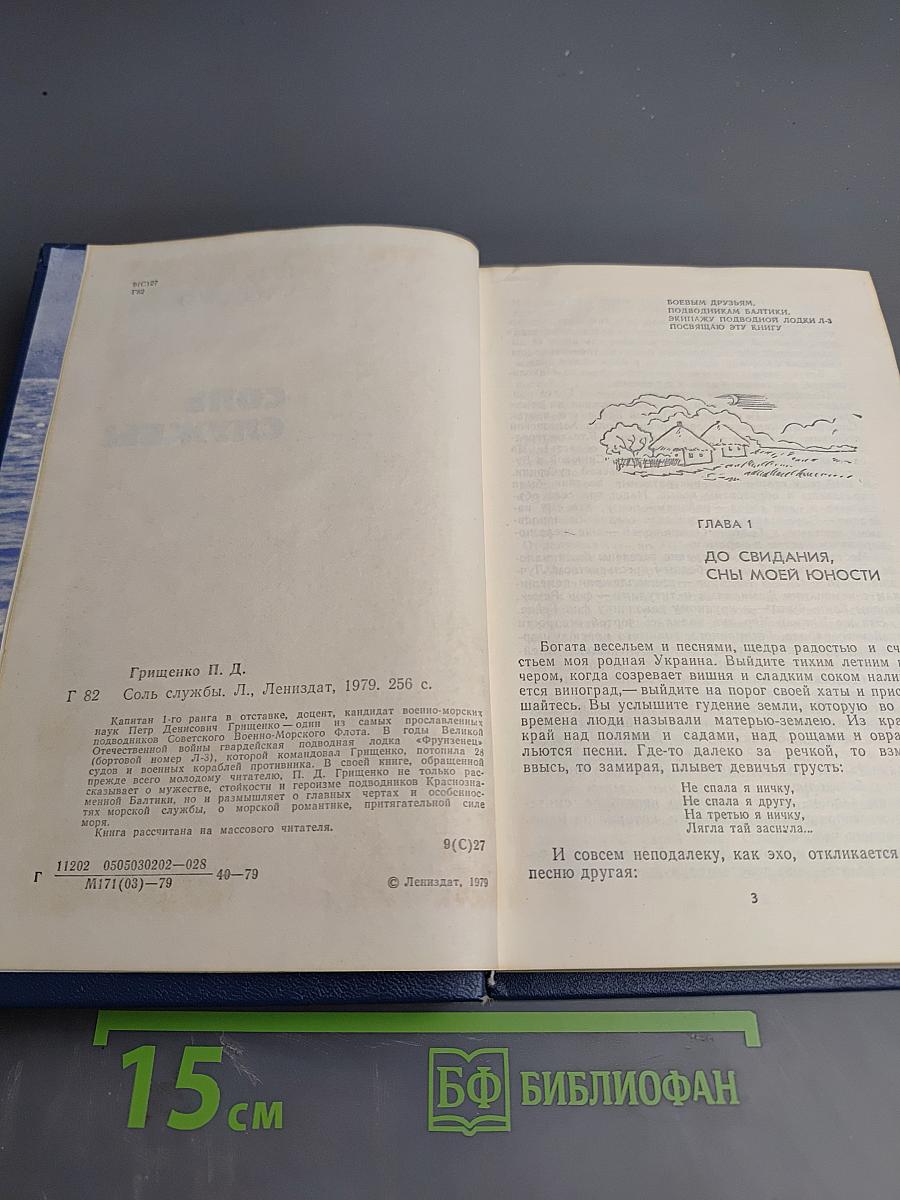 9(С)27
Г82
Грищенко П. Д.
Г 82 Соль службы. Л., Лениздат, 1979. 256 с.
Капитан 1-го ранга в отставке, доцент, кандидат военно-морских
наук Петр Денисович Грищенко — один из самых прославленных
подводников Советского Военно-Морского Флота. В годы Великой
Отечественной войны гвардейская подводная лодка «Фрунзенец»
(бортовой номер Л-3), которой командовал Грищенко, потопила 28
судов и военных кораблей противника. В своей книге, обращенной
прежде всего молодому читателю, П. Д. Грищенко не только рас-
сказывает о мужестве, стойкости и героизме подводников Краснозна-
менной Балтики, но и размышляет о главных чертах и особеннос-
тях морской службы, о морской романтике, притягательной силе
моря.
Книга рассчитана на массового читателя.
9(С)27
Г 11202 0505030202—028
М171(03)—79
40—79
© Лениздат, 1979
БОЕВЫМ ДРУЗЬЯМ,
ПОДВОДНИКАМ БАЛТИКИ,
ЭКИПАЖУ ПОДВОДНОЙ ЛОДКИ Л-3
ПОСВЯЩАЮ ЭТУ КНИГУ
ГЛАВА 1
ДО СВИДАНИЯ,
СНЫ МОЕЙ ЮНОСТИ
Богата весельем и песнями, щедра радостью и сча
стьем моя родная Украина. Выйдите тихим летним в
чером, когда созревает вишня и сладким соком нали
ется виноград,— выйдите на порог своей хаты и прис
шайтесь. Вы услышите гудение земли, которую во
времена люди называли матерью-землею. Из кра
край над полями и садами, над рощами и овра
льются песни. Где-то далеко за речкой, то взм
ввысь, то замирая, плывет девичья грусть:
Не спала я ничку,
Не спала я другу,
На третью я ничку,
Лягла тай заснула...
И совсем неподалеку, как эхо, откликается
песню другая:
3
15 см
БФ БИБЛИОФАН